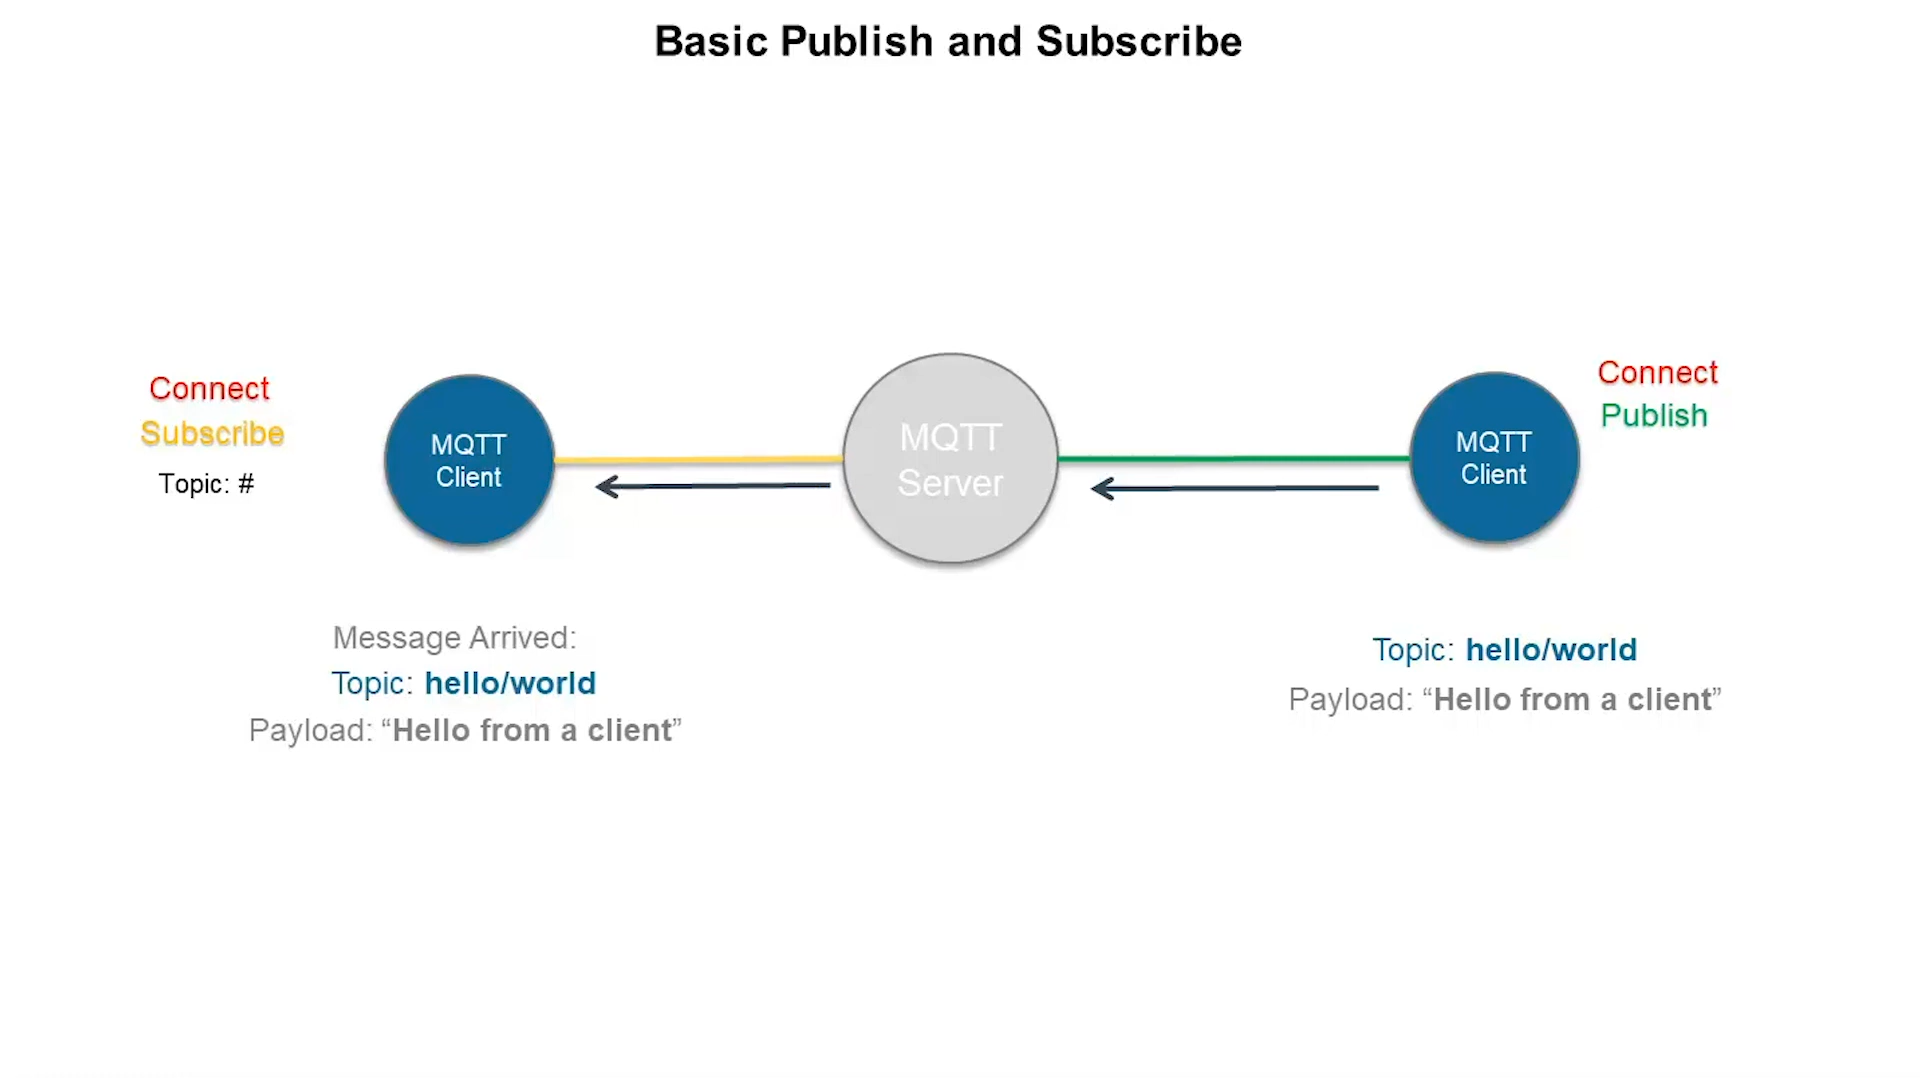 Basic Publish and Subscribe
Connect
Subscribe
Topic: #
MQTT
Client
MQTT
Server
MQTT
Client
Connect
Publish
Message Arrived:
Topic: hello/world
Payload: “Hello from a client”
Topic: hello/world
Payload: “Hello from a client”